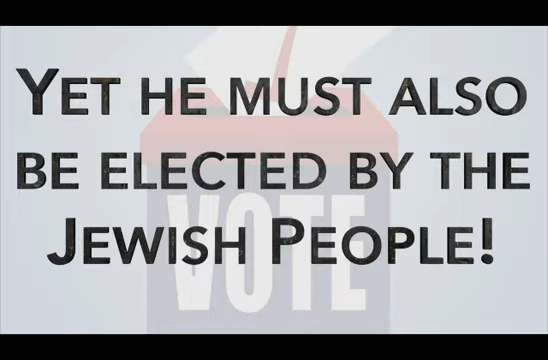 Yet he must also
be elected by the
Jewish People!
VOTE